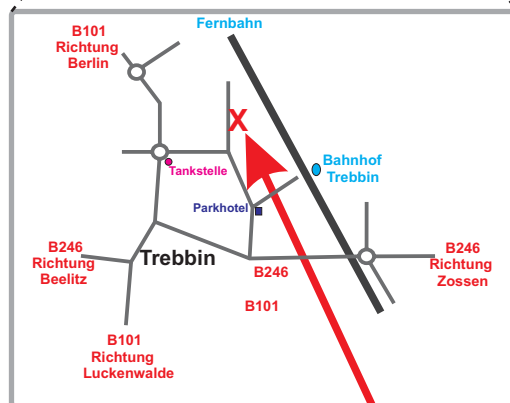 B101
Richtung
Berlin
Fernbahn
X
Tankstelle
Bahnhof
Trebbin
Parkhotel
B246
Richtung
Beelitz
Trebbin
B246
B246
Richtung
Zossen
B101
B101
Richtung
Luckenwalde